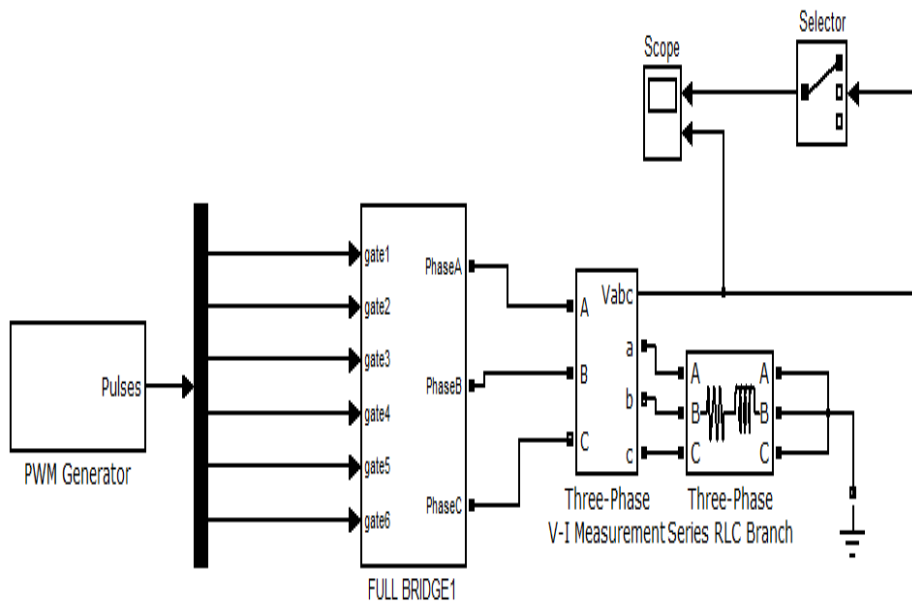 Selector
Scope
gate1
gate2
gate3
gate4
gate5
gate6
PhaseA
PhaseB
PhaseC
FULL BRIDGE1
Pulses
PWM Generator
Vabc
A
B
C
a
b
c
Three-Phase
V-I Measurement
A
B
C
A
B
C
Three-Phase
Series RLC Branch